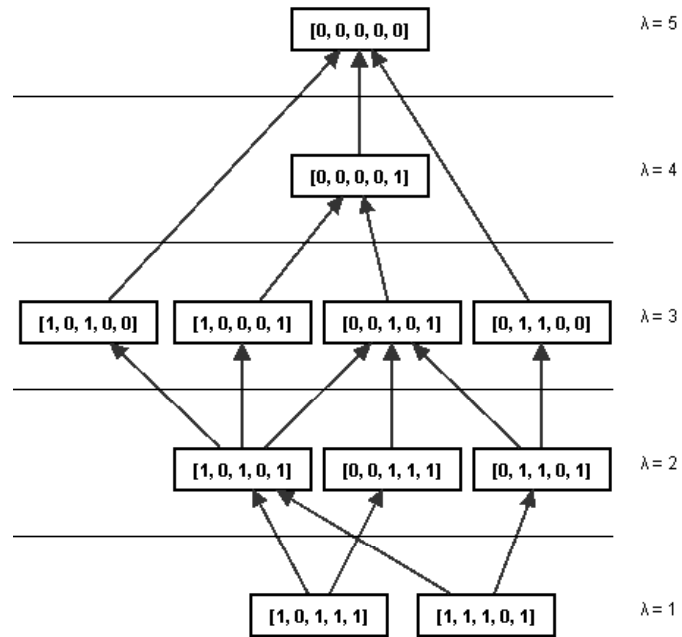 [0, 0, 0, 0, 0] λ = 5
[0, 0, 0, 0, 1] λ = 4
[1, 0, 1, 0, 0] [1, 0, 0, 0, 1] [0, 0, 1, 0, 1] [0, 1, 1, 0, 0] λ = 3
[1, 0, 1, 0, 1] [0, 0, 1, 1, 1] [0, 1, 1, 0, 1] λ = 2
[1, 0, 1, 1, 1] [1, 1, 1, 0, 1] λ = 1